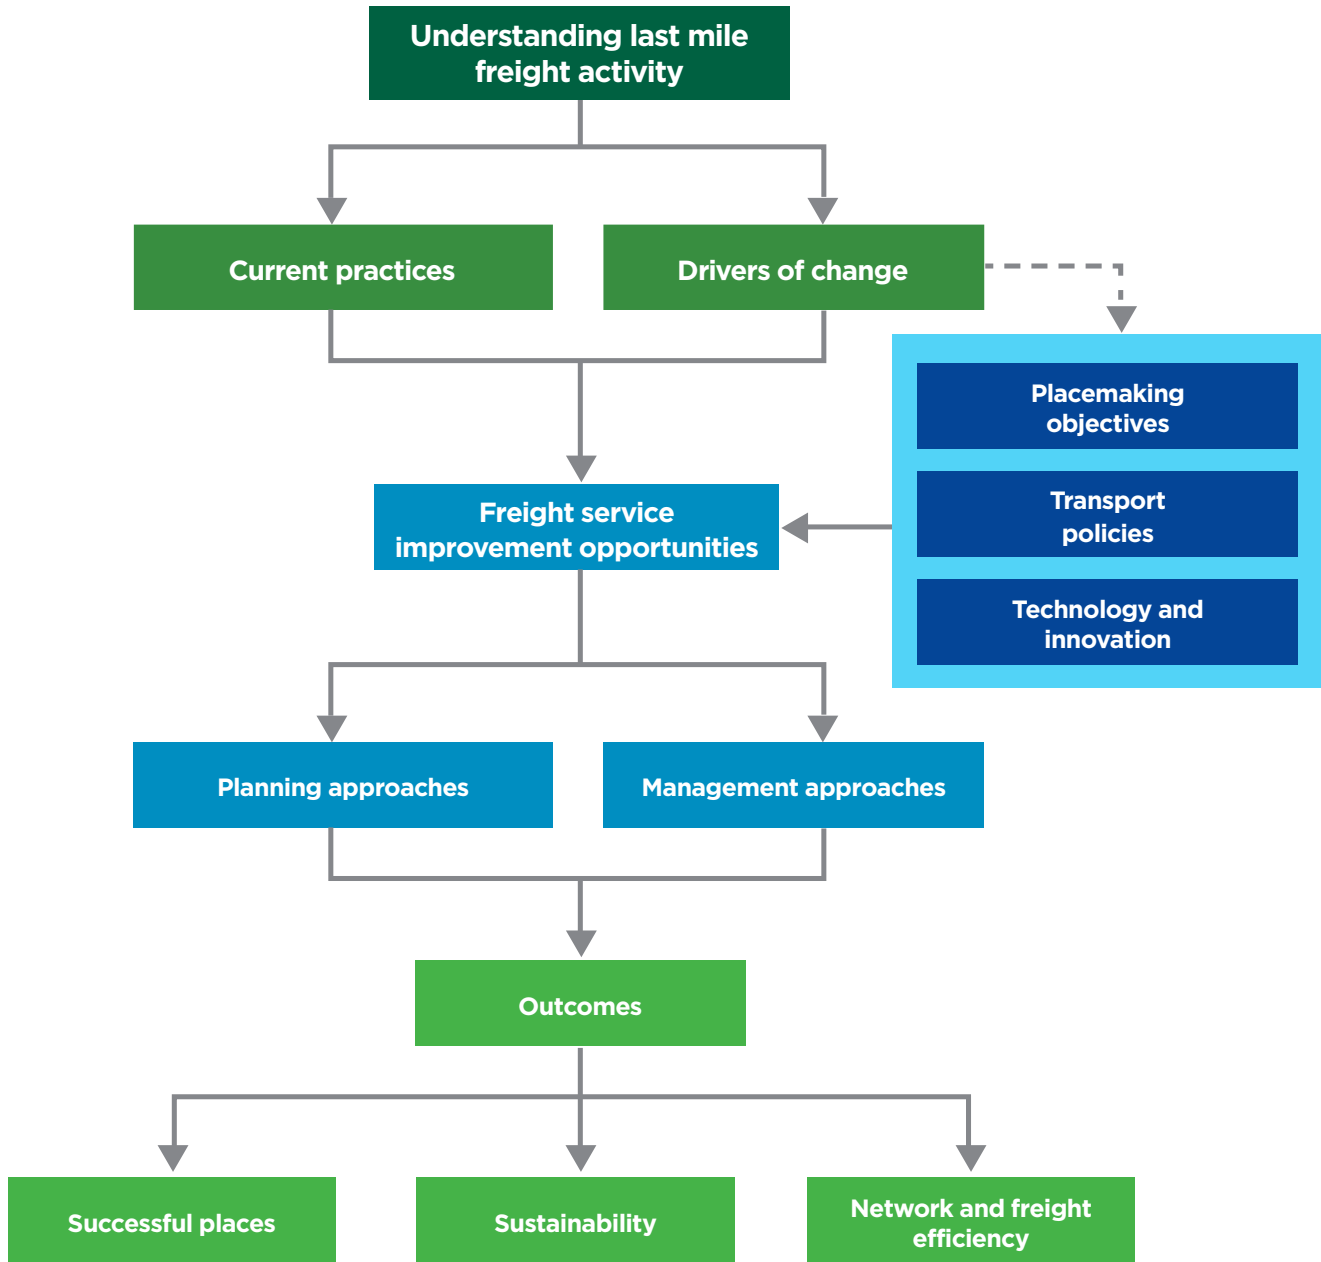 Understanding last mile
freight activity
Current practices
Drivers of change
Placemaking
objectives
Transport
policies
Technology and
innovation
Freight service
improvement opportunities
Planning approaches
Management approaches
Outcomes
Successful places
Sustainability
Network and freight
efficiency